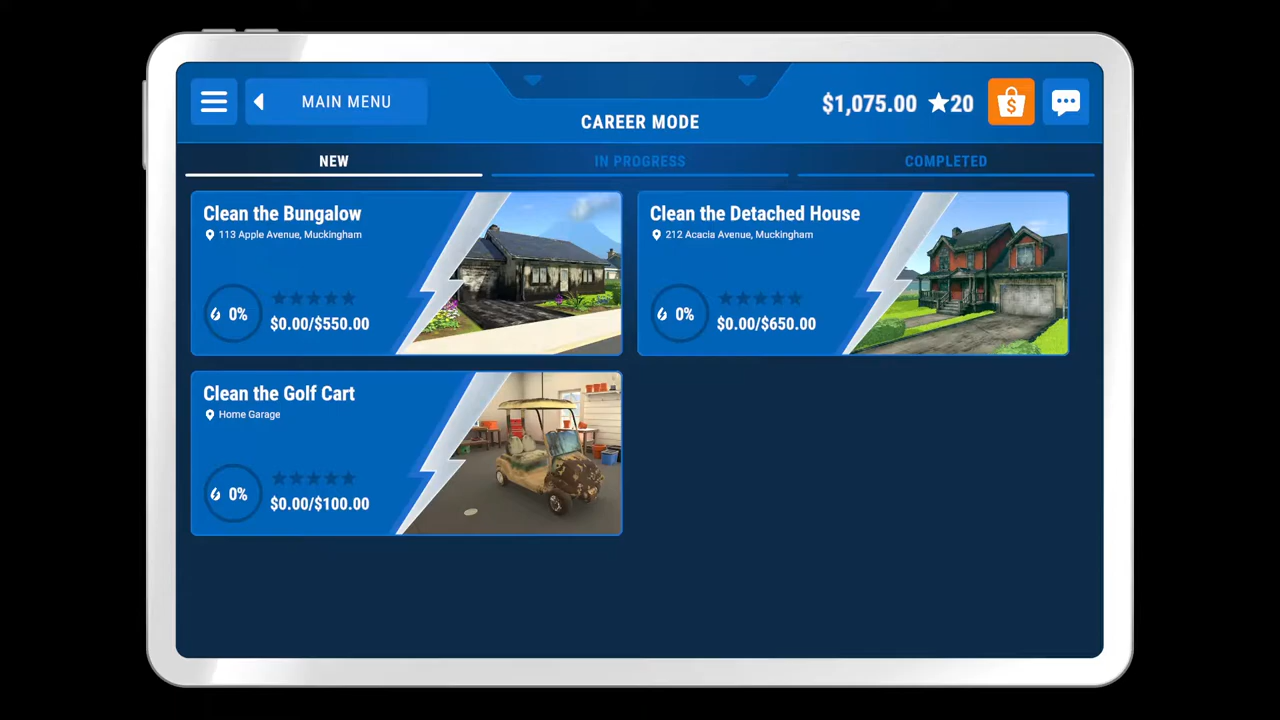 MAIN MENU
CAREER MODE
$1,075.00 ★20
NEW
IN PROGRESS
COMPLETED
Clean the Bungalow
113 Apple Avenue, Muckingham
0%
$0.00/$550.00
Clean the Detached House
212 Acacia Avenue, Muckingham
0%
$0.00/$650.00
Clean the Golf Cart
Home Garage
0%
$0.00/$100.00